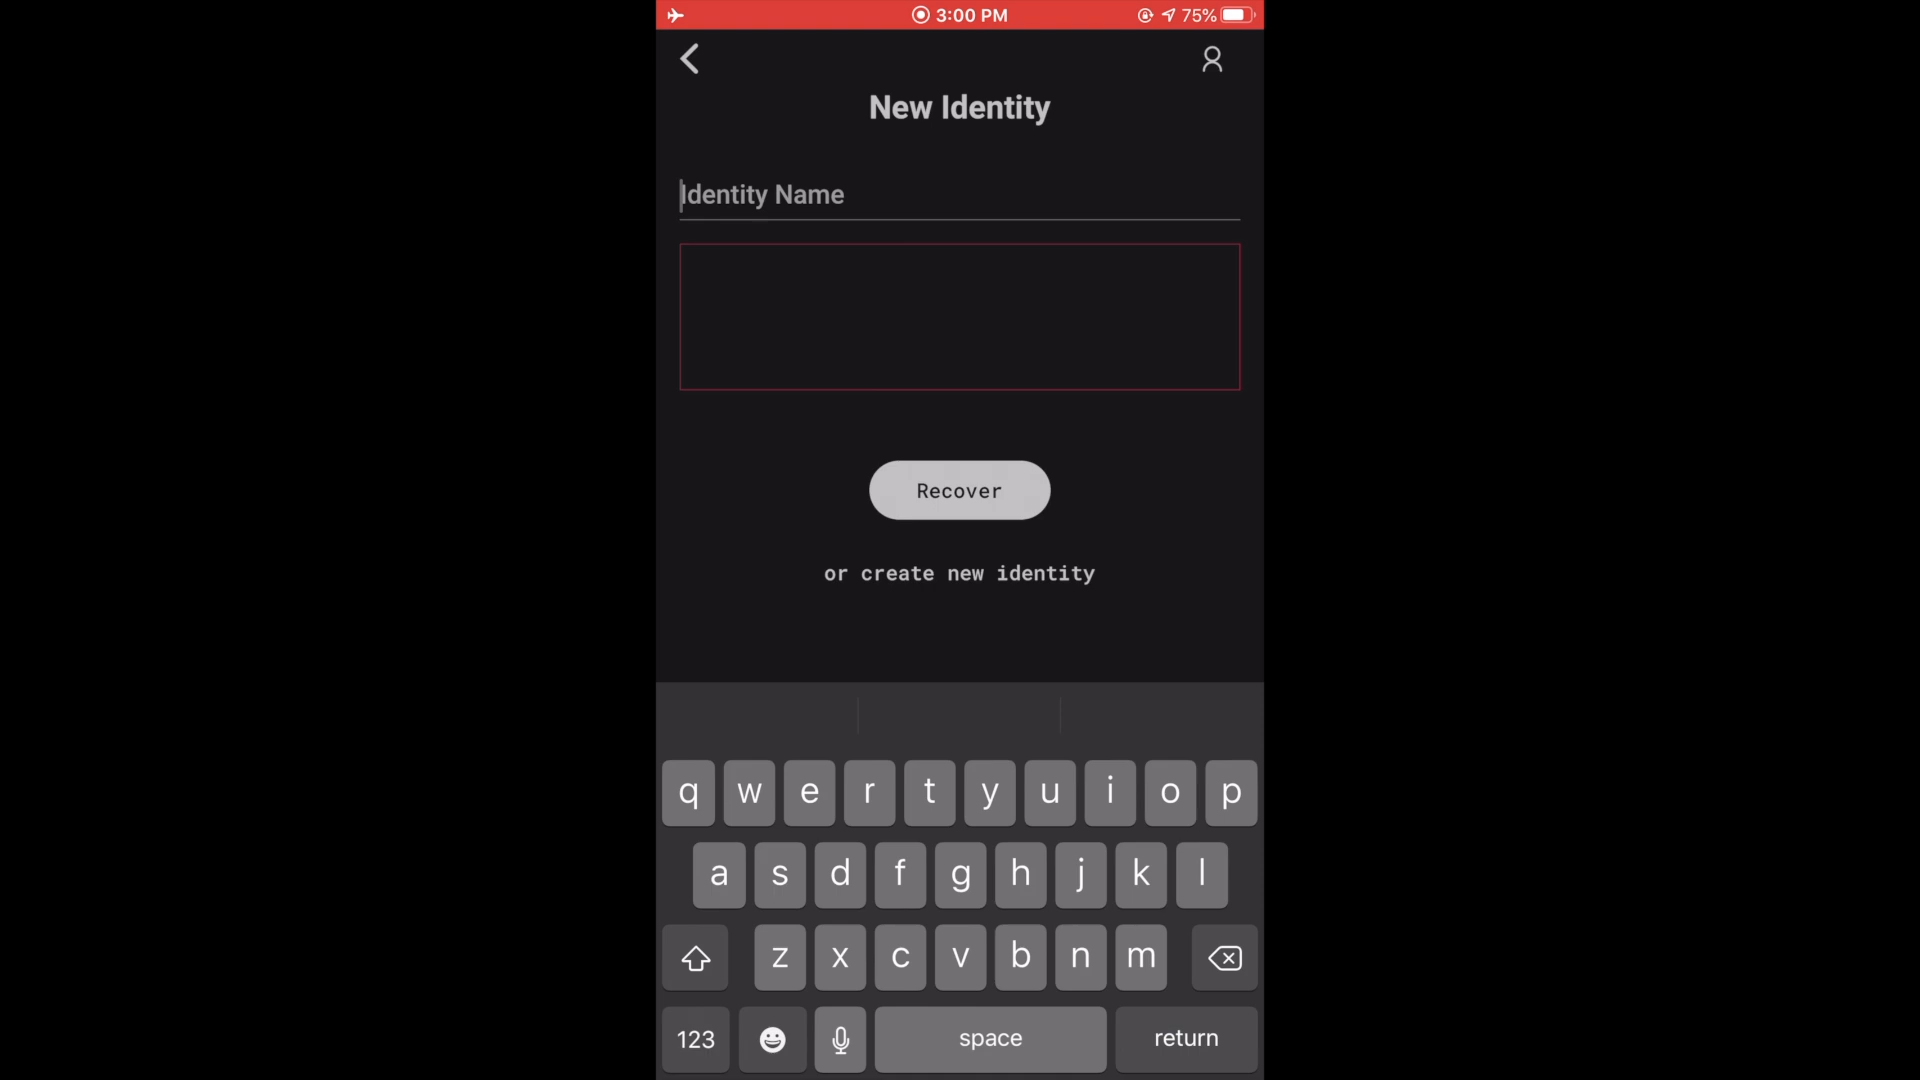 3:00 PM 75%
New Identity
Identity Name
Recover
or create new identity
q w e r t y u i o p
a s d f g h j k l
z x c v b n m
123 space return